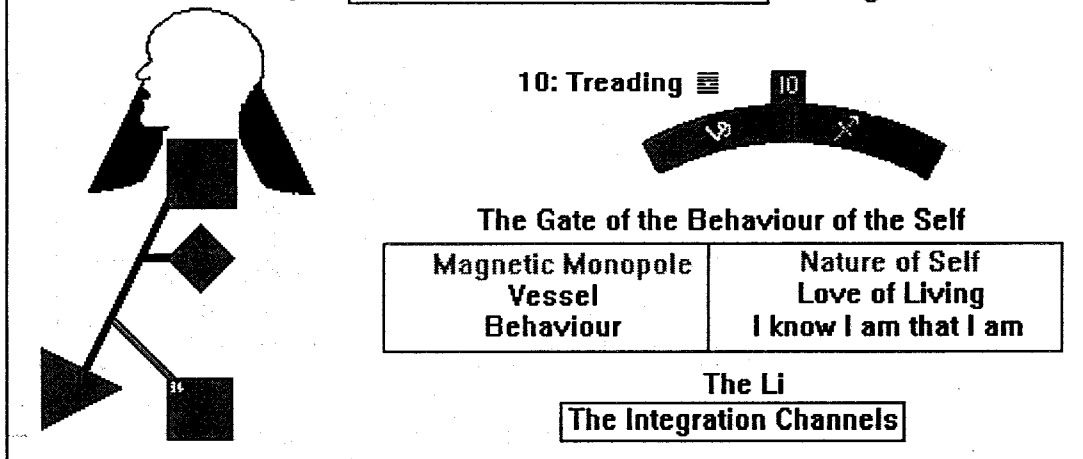 10: Treading
10
The Gate of the Behaviour of the Self
Magnetic Monopole
Nature of Self
Vessel
Love of Living
Behaviour
I know I am that I am
The Li
The Integration Channels